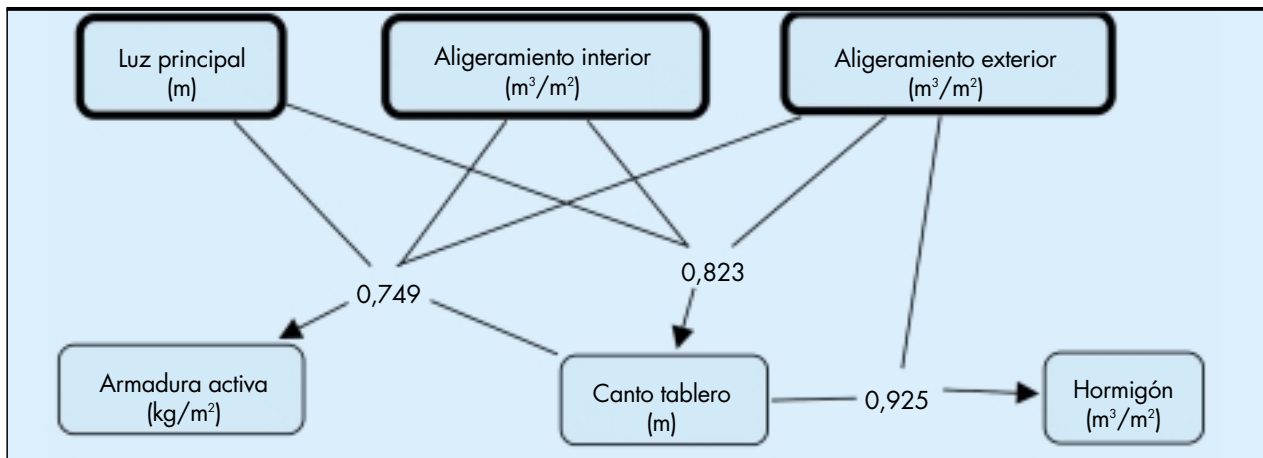 Luz principal
(m)
Aligeramiento interior
(m³/m²)
Aligeramiento exterior
(m³/m²)
0,823
0,749
Armadura activa
(kg/m²)
Canto tablero
(m)
0,925
Hormigón
(m³/m²)